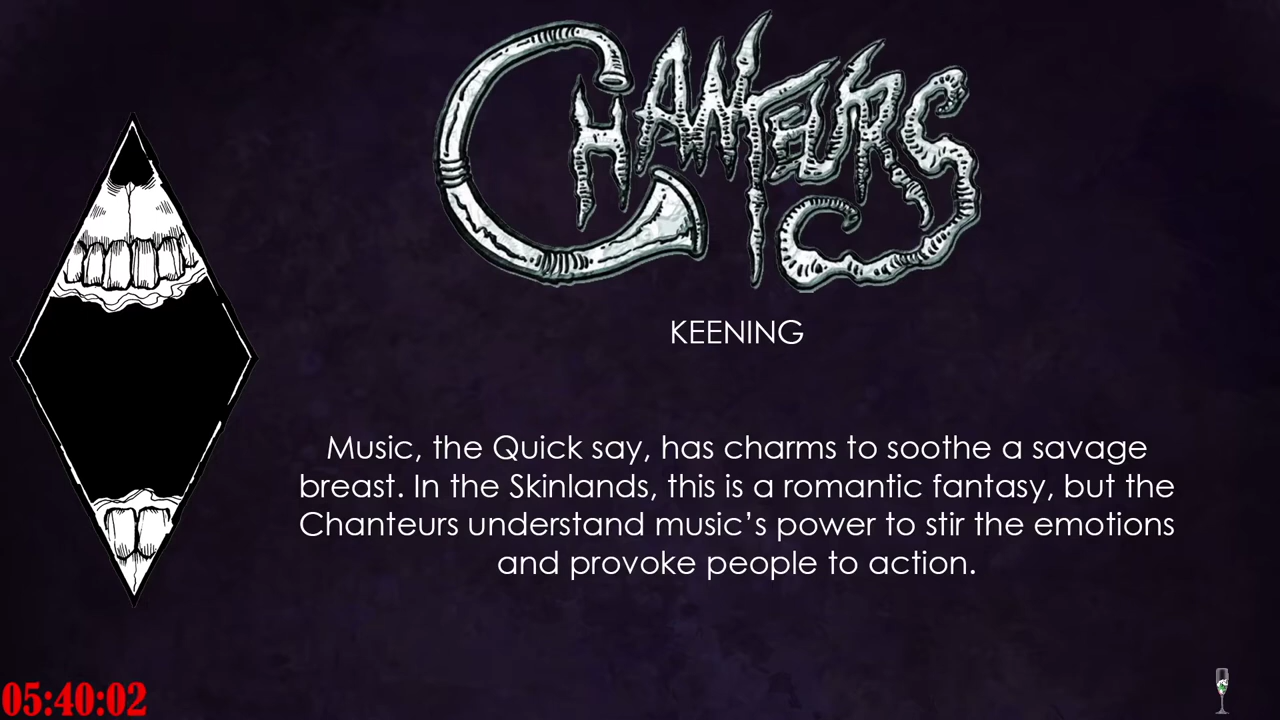 CHANTEURS
KEENING
Music, the Quick say, has charms to soothe a savage
breast. In the Skinlands, this is a romantic fantasy, but the
Chanteurs understand music’s power to stir the emotions
and provoke people to action.
05:40:02